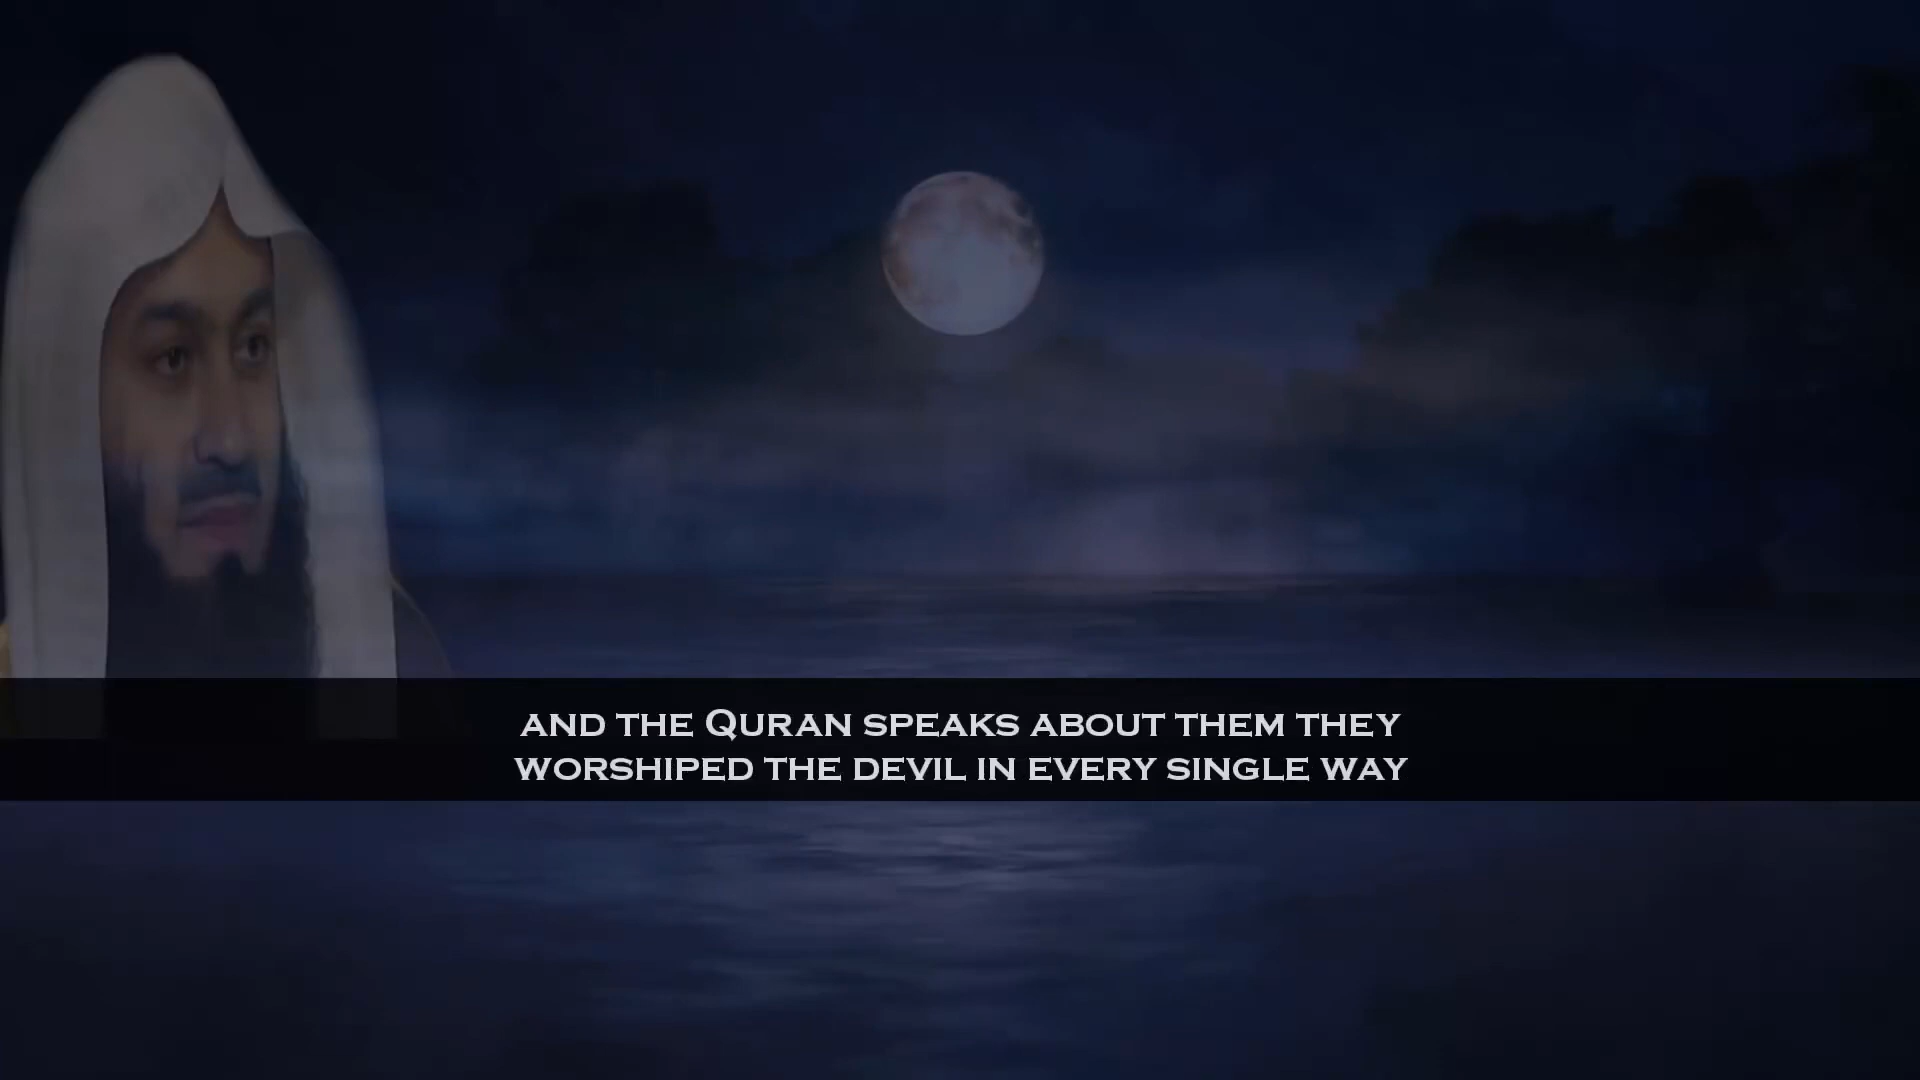 AND THE QURAN SPEAKS ABOUT THEM THEY
WORSHIPED THE DEVIL IN EVERY SINGLE WAY